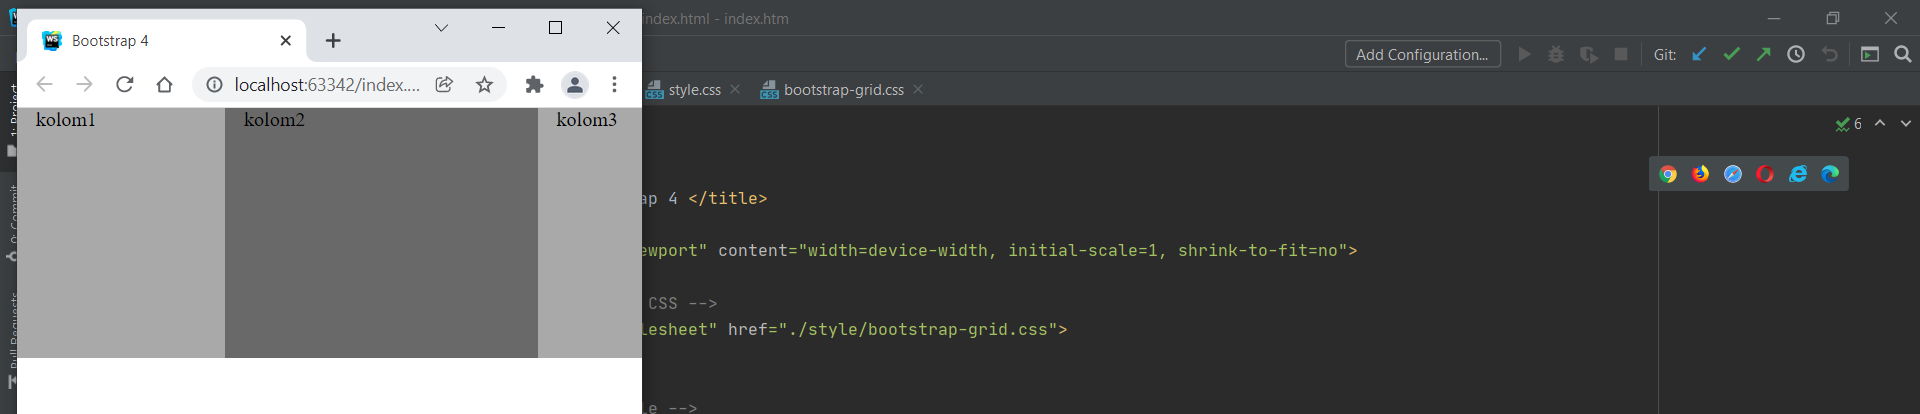 index.html - index.htm
Bootstrap 4
Add Configuration...
Git:
localhost:63342/index....
style.css
bootstrap-grid.css
kolom1
kolom2
kolom3
6
1: Project
0: Commit
Pull Requests
ap 4 </title>
ewport" content="width=device-width, initial-scale=1, shrink-to-fit=no">
CSS -->
lesheet" href="./style/bootstrap-grid.css">
le -->